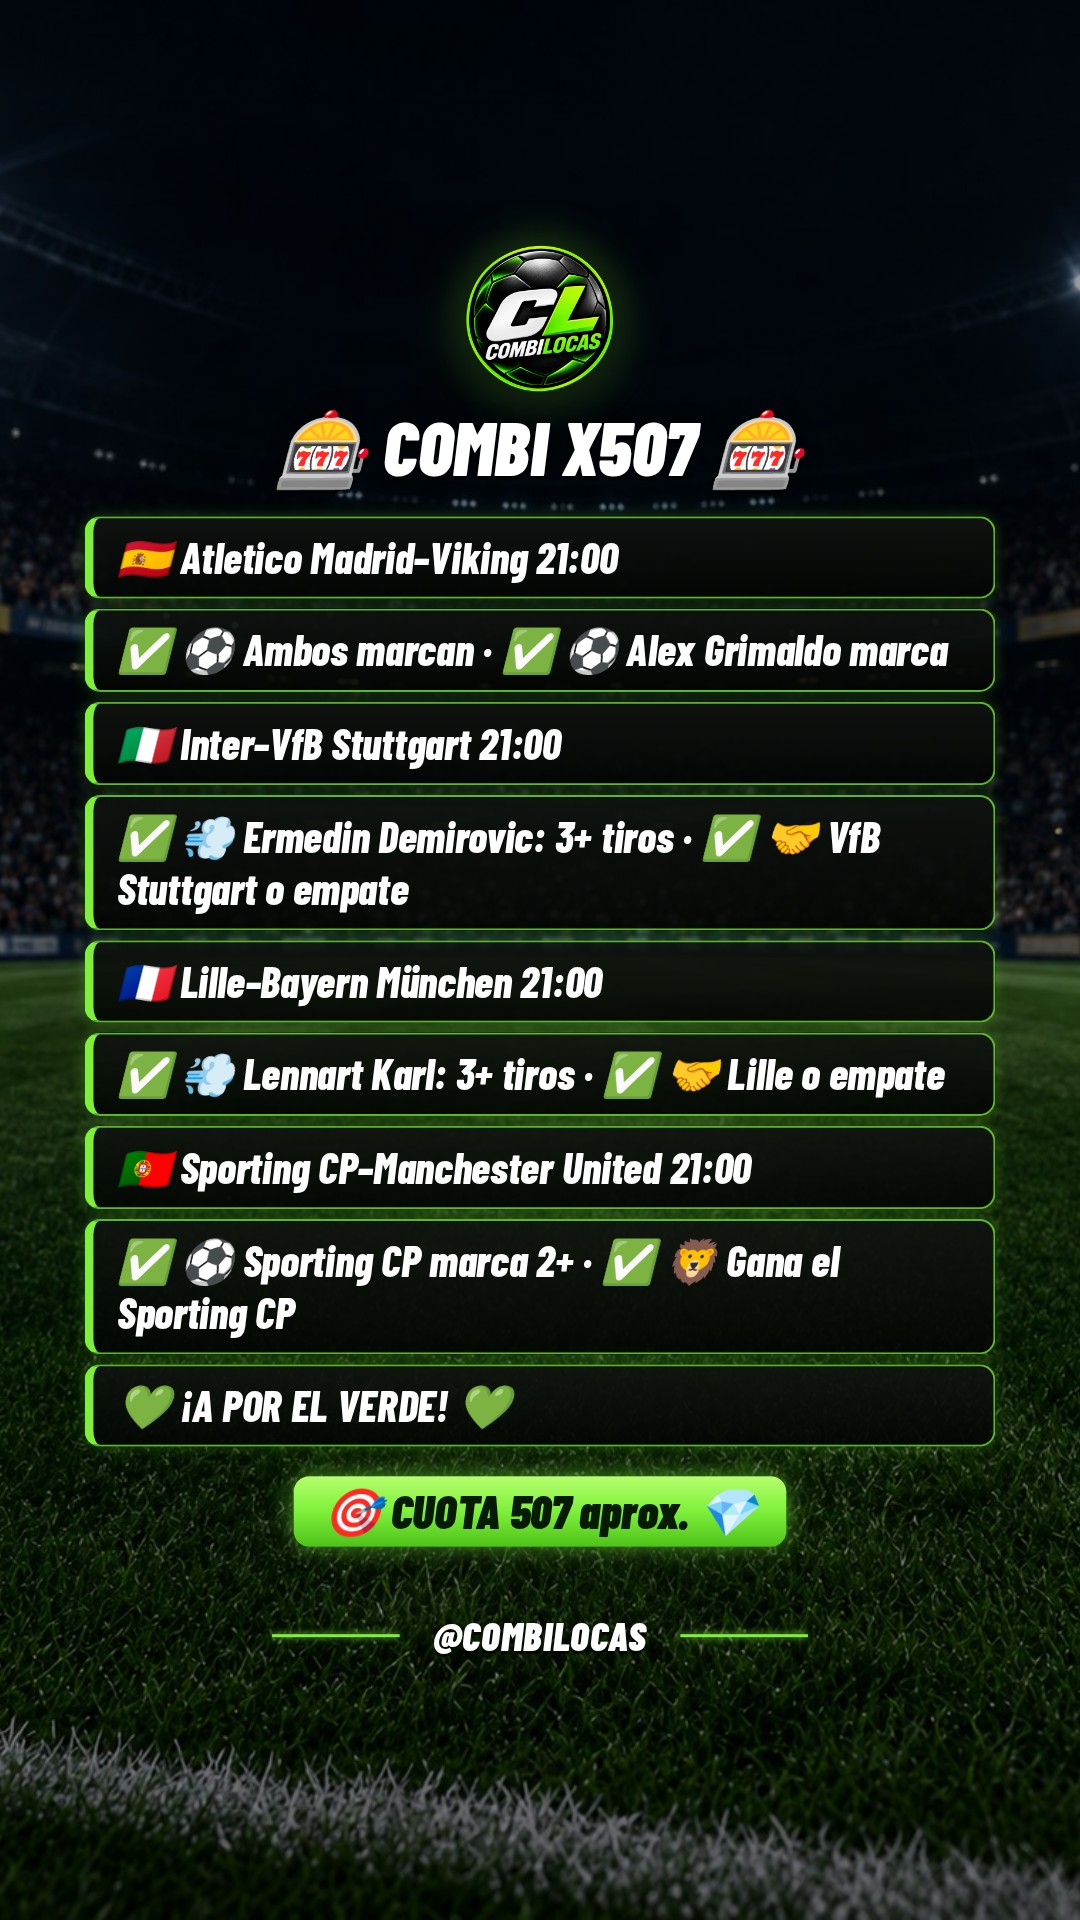 CL
COMBILOCAS
🎰 COMBI X507 🎰
🇪🇸 Atletico Madrid–Viking 21:00
✅ ⚽ Ambos marcan · ✅ ⚽ Alex Grimaldo marca
🇮🇹 Inter–VfB Stuttgart 21:00
✅ 💨 Ermedin Demirovic: 3+ tiros · ✅ 🤝 VfB
Stuttgart o empate
🇫🇷 Lille–Bayern München 21:00
✅ 💨 Lennart Karl: 3+ tiros · ✅ 🤝 Lille o empate
🇵🇹 Sporting CP–Manchester United 21:00
✅ ⚽ Sporting CP marca 2+ · ✅ 🦁 Gana el
Sporting CP
💚 ¡A POR EL VERDE! 💚
🎯 CUOTA 507 aprox. 💎
@COMBILOCAS